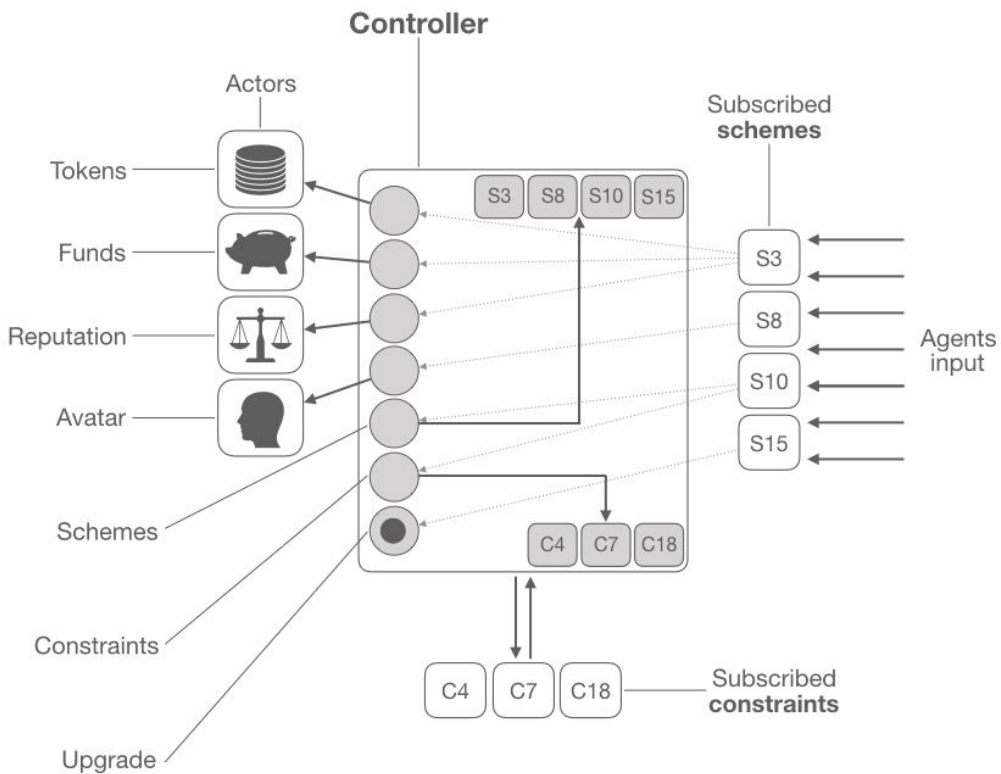 Controller
Actors
Subscribed
schemes
Tokens
S3 S8 S10 S15
Funds
S3
S8
Reputation
Agents
input
S10
Avatar
S15
Schemes
C4 C7 C18
Constraints
C4 C7 C18
Subscribed
constraints
Upgrade